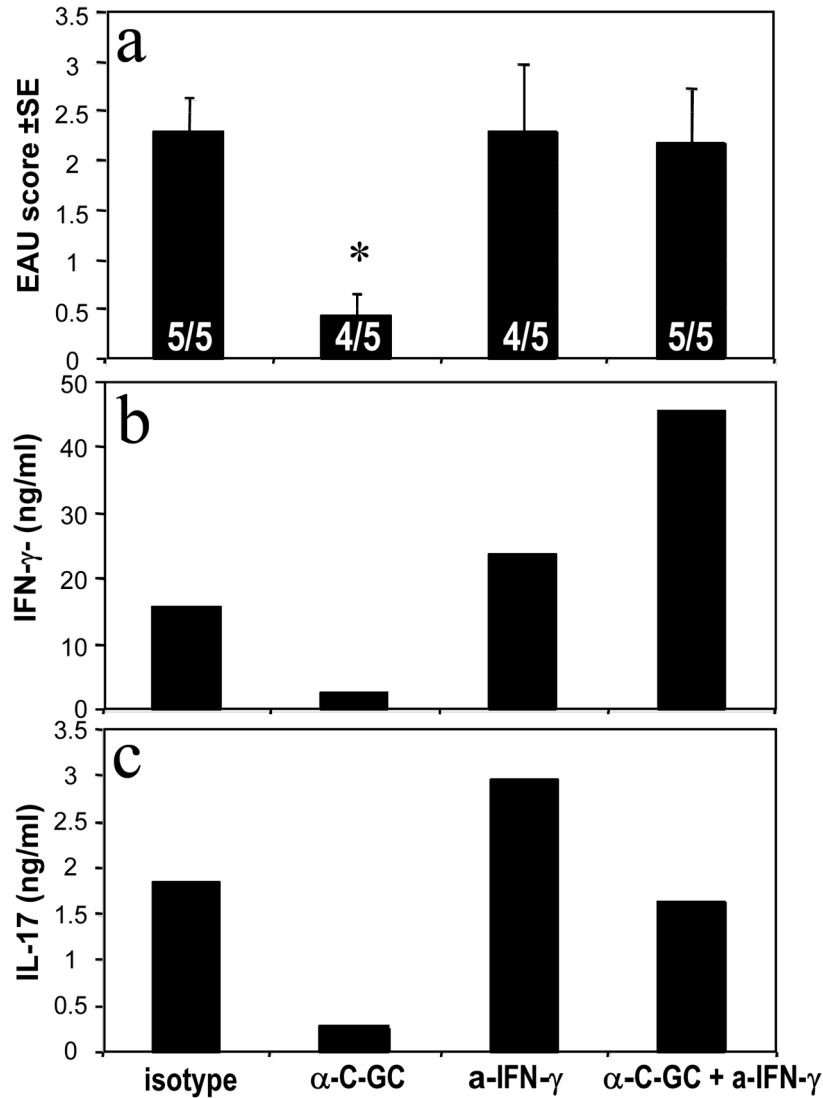 a
EAU score ±SE
3.5
3
2.5
2
1.5
1
0.5
0
*
5/5 4/5 4/5 5/5
b
IFN-γ- (ng/ml)
50
40
30
20
10
0
c
IL-17 (ng/ml)
3.5
3
2.5
2
1.5
1
0.5
0
isotype α-C-GC a-IFN-γ α-C-GC + a-IFN-γ